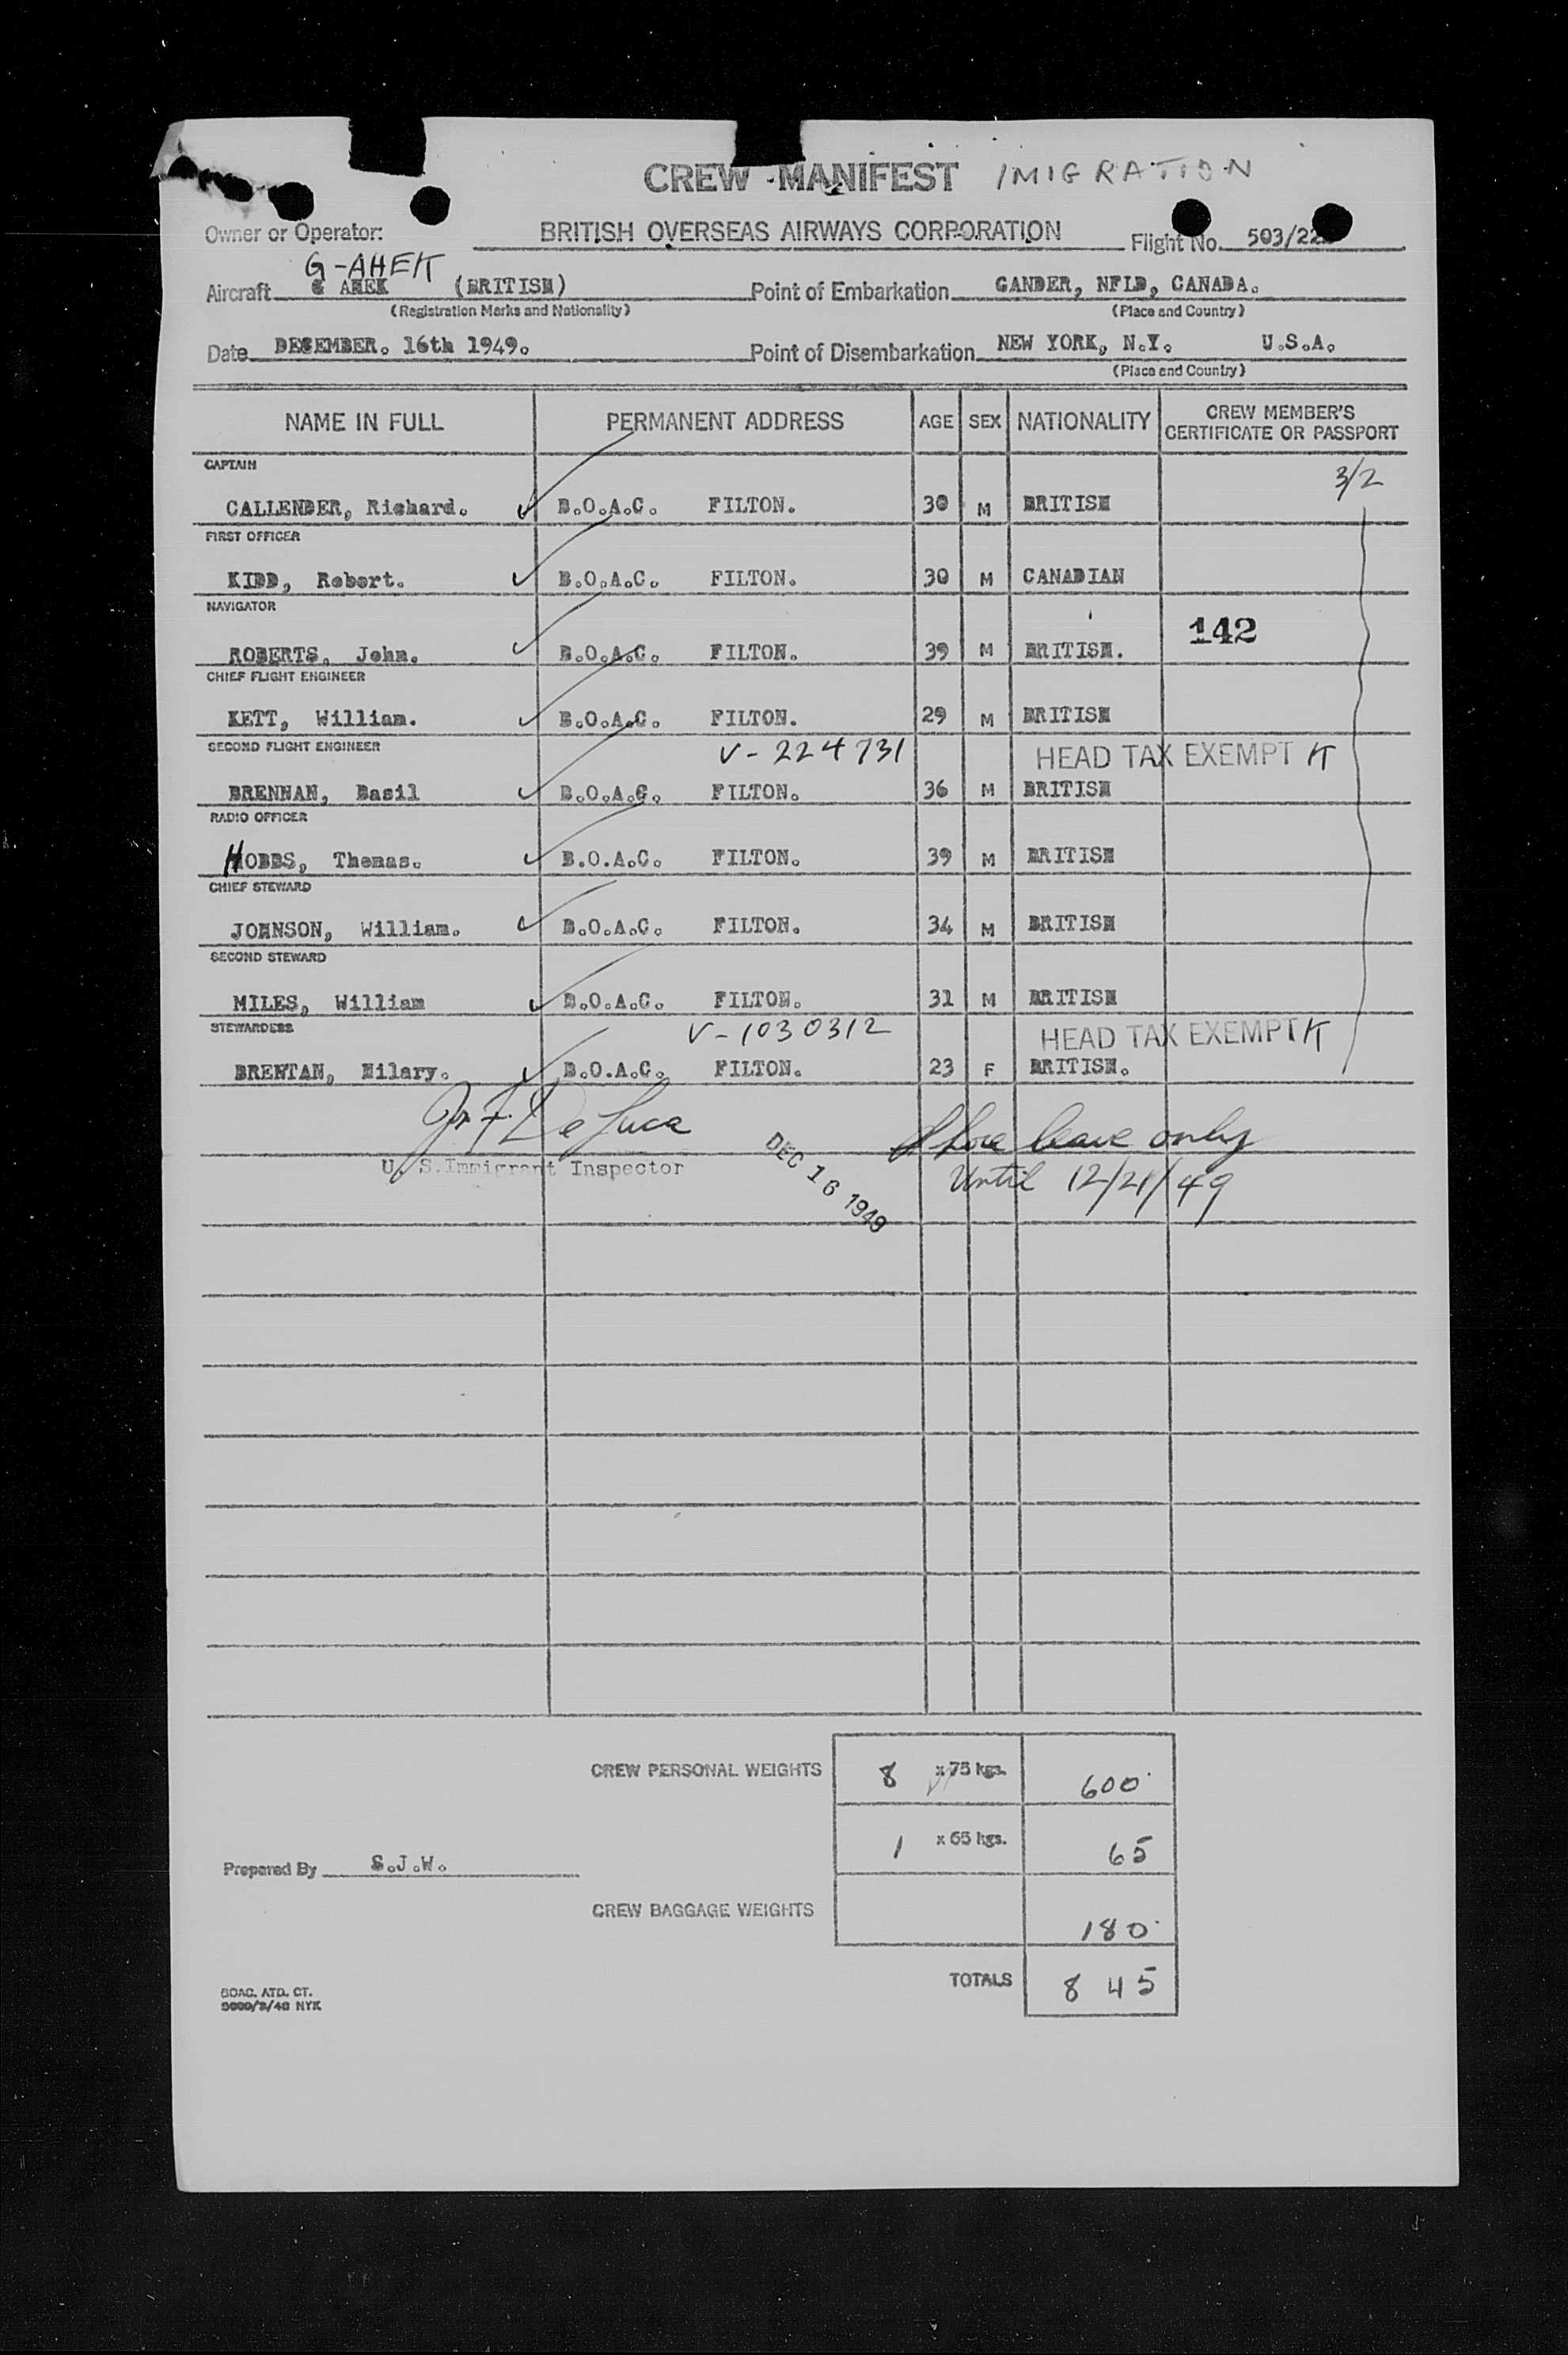 CREW MANIFEST IMIGRATION
Owner or Operator: BRITISH OVERSEAS AIRWAYS CORPORATION Flight No. 503/22
G-AHEK
Aircraft G AHEK (BRITISH) Point of Embarkation GANDER, NFLD, CANADA.
(Registration Marks and Nationality) (Place and Country)
Date DECEMBER. 16th 1949. Point of Disembarkation NEW YORK, N.Y. U.S.A.
(Place and Country)
NAME IN FULL PERMANENT ADDRESS AGE SEX NATIONALITY CREW MEMBER'S CERTIFICATE OR PASSPORT
CAPTAIN 3/2
CALLENDER, Richard. B.O.A.C. FILTON. 30 M BRITISH
FIRST OFFICER
KIDD, Robert. B.O.A.C. FILTON. 30 M CANADIAN
NAVIGATOR 142
ROBERTS, John. B.O.A.C. FILTON. 39 M BRITISH.
CHIEF FLIGHT ENGINEER
KETT, William. B.O.A.C. FILTON. 29 M BRITISH
SECOND FLIGHT ENGINEER V-224731 HEAD TAX EXEMPT K
BRENNAN, Basil B.O.A.C. FILTON. 36 M BRITISH
RADIO OFFICER
HOBBS, Thomas. B.O.A.C. FILTON. 39 M BRITISH
CHIEF STEWARD
JOHNSON, William. B.O.A.C. FILTON. 34 M BRITISH
SECOND STEWARD
MILES, William B.O.A.C. FILTON. 31 M BRITISH
STEWARDESS V-1030312 HEAD TAX EXEMPT K
BRENTAN, Hilary. B.O.A.C. FILTON. 23 F BRITISH.
De Luca Shore leave only
U. S. Immigrant Inspector DEC 16 1949 Until 12/21/49
CREW PERSONAL WEIGHTS 8 x 75 kgs. 600
1 x 65 kgs. 65
Prepared By S.J.W.
CREW BAGGAGE WEIGHTS 180
TOTALS 845
BOAC. ATD. CT.
5000/2/48 NYK